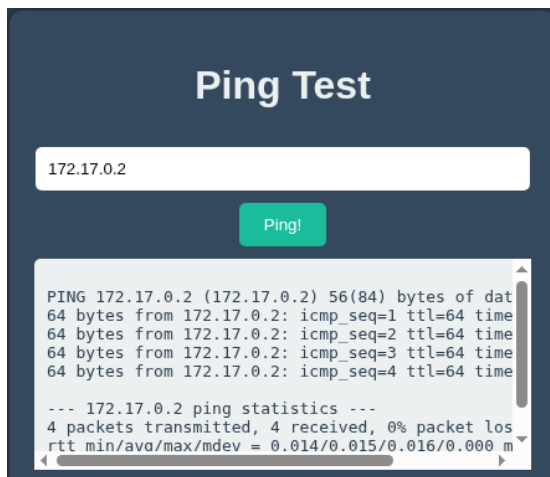 Ping Test
172.17.0.2
Ping!
PING 172.17.0.2 (172.17.0.2) 56(84) bytes of dat
64 bytes from 172.17.0.2: icmp_seq=1 ttl=64 time
64 bytes from 172.17.0.2: icmp_seq=2 ttl=64 time
64 bytes from 172.17.0.2: icmp_seq=3 ttl=64 time
64 bytes from 172.17.0.2: icmp_seq=4 ttl=64 time
--- 172.17.0.2 ping statistics ---
4 packets transmitted, 4 received, 0% packet los
rtt min/avg/max/mdev = 0.014/0.015/0.016/0.000 m